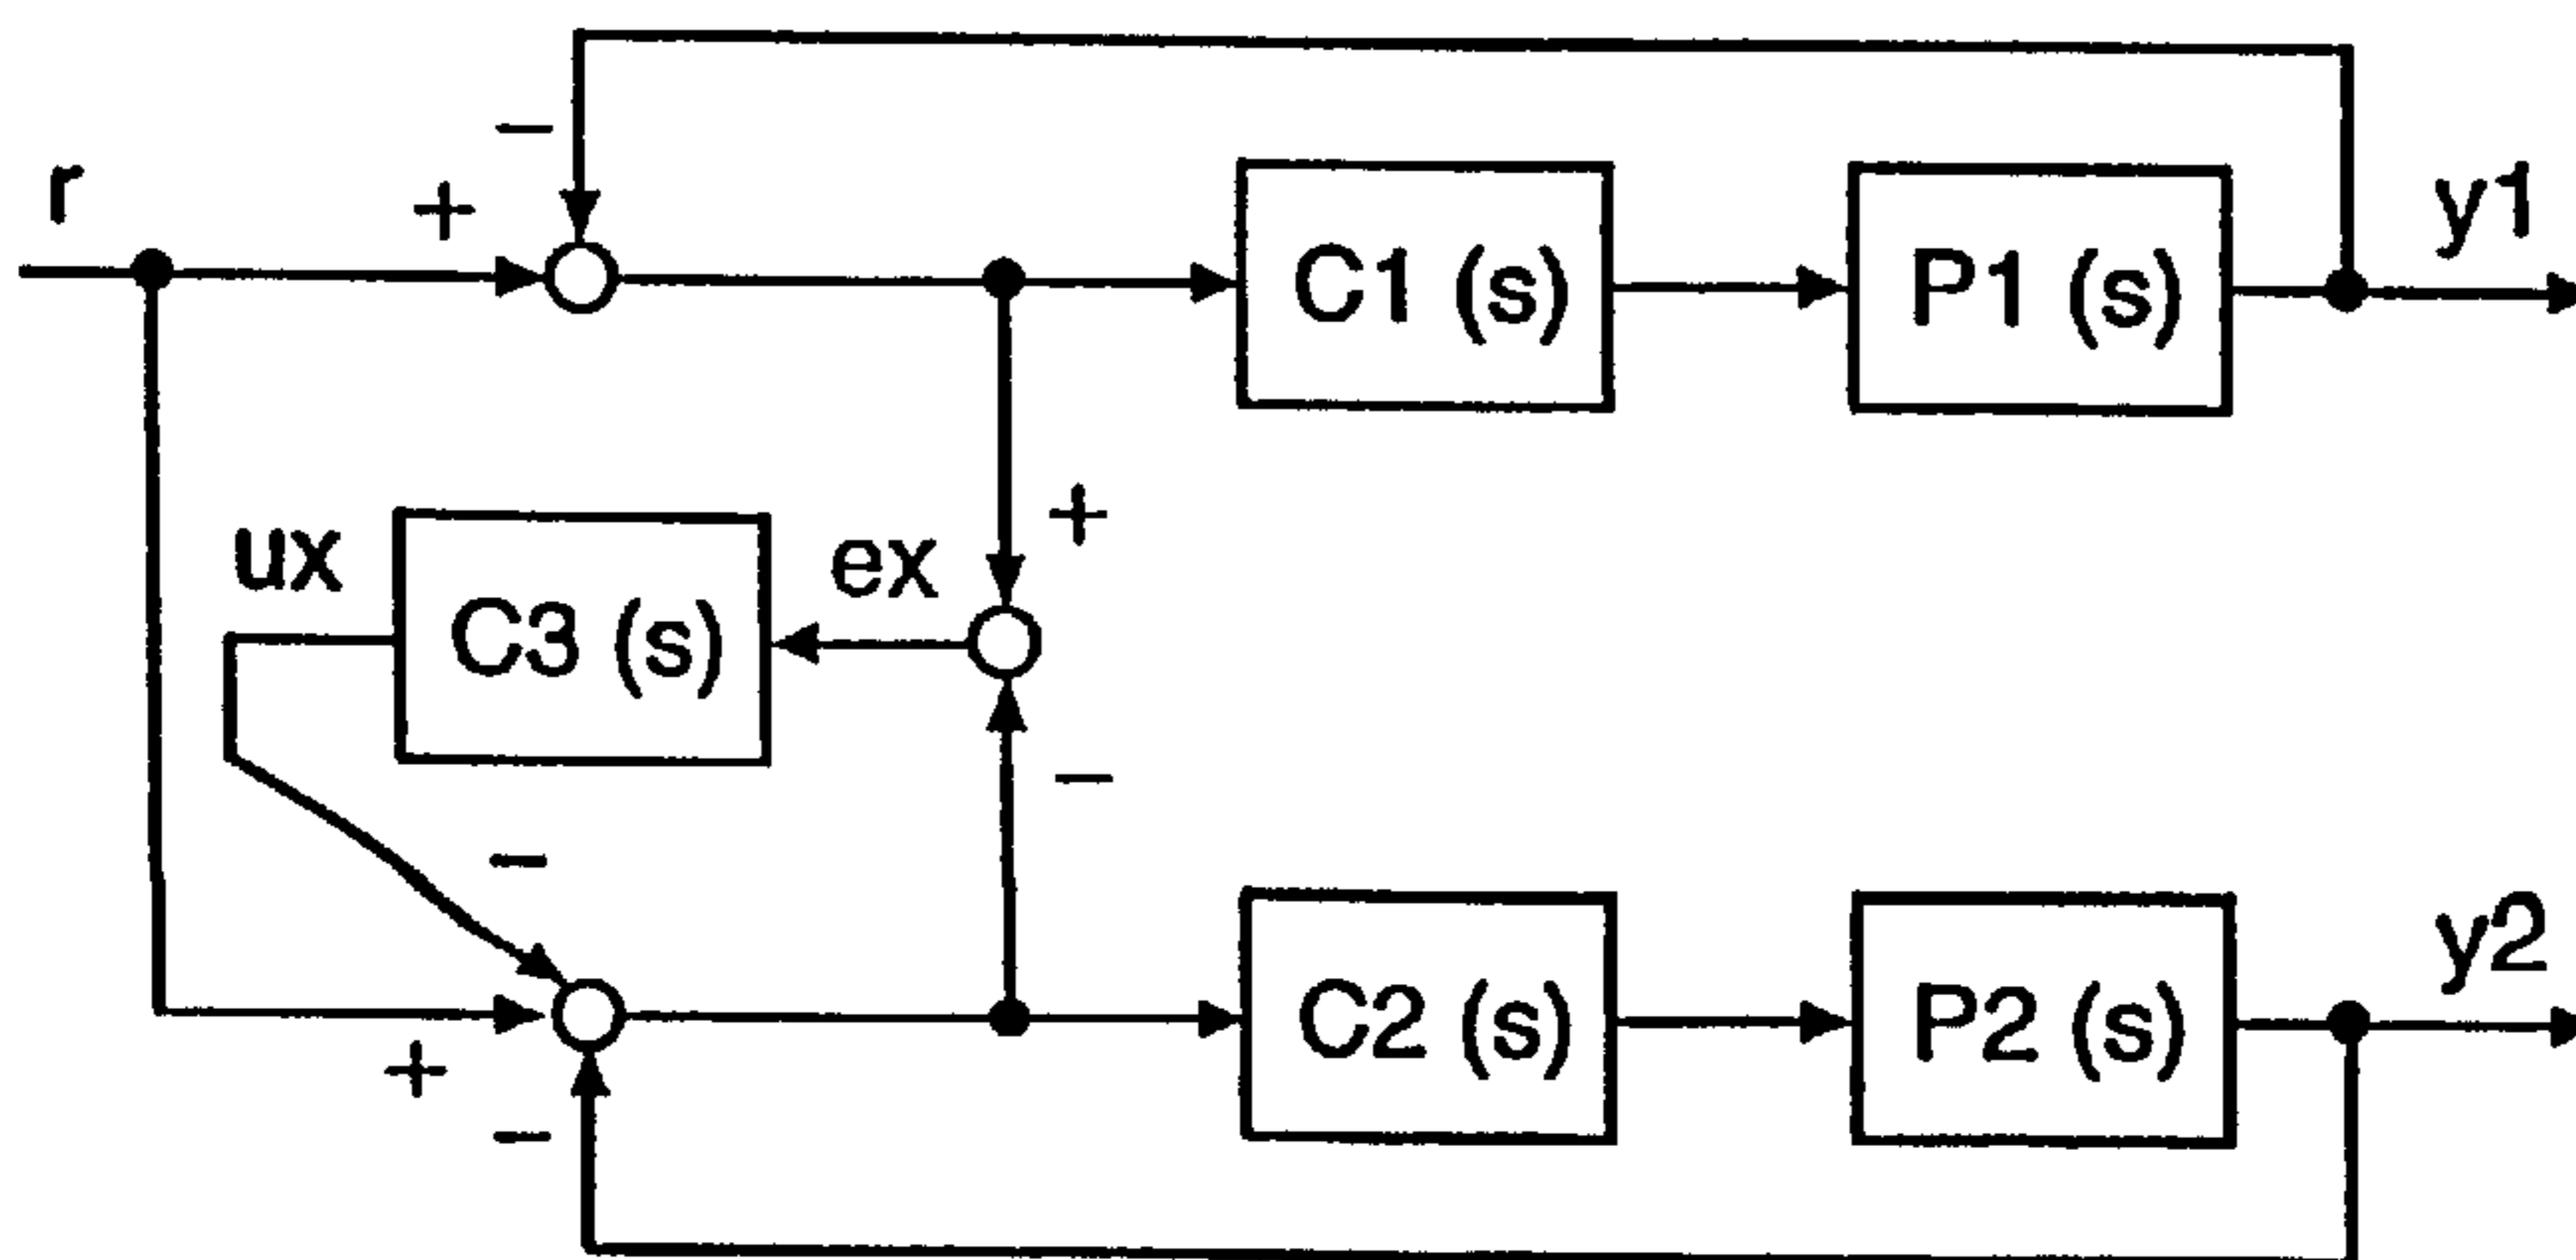 −
r
+
C1 (s)
P1 (s)
y1
+
ux
C3 (s)
ex
−
−
C2 (s)
P2 (s)
y2
+
−